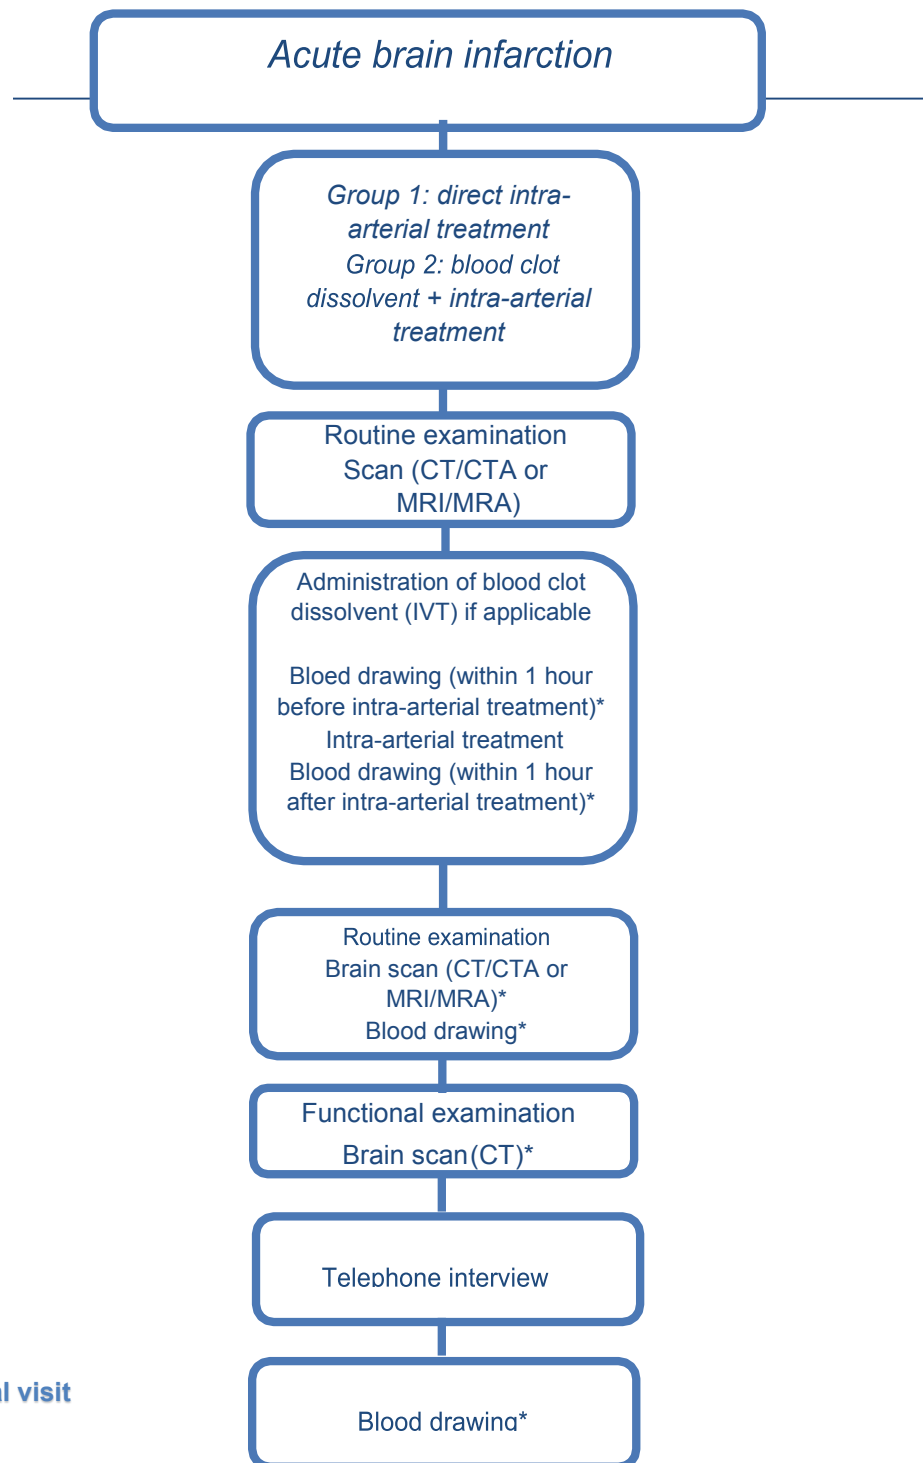 Acute brain infarction
Group 1: direct intra-
arterial treatment
Group 2: blood clot
dissolvent + intra-arterial
treatment
Routine examination
Scan (CT/CTA or
MRI/MRA)
Administration of blood clot
dissolvent (IVT) if applicable
Bloed drawing (within 1 hour
before intra-arterial treatment)*
Intra-arterial treatment
Blood drawing (within 1 hour
after intra-arterial treatment)*
Routine examination
Brain scan (CT/CTA or
MRI/MRA)*
Blood drawing*
Functional examination
Brain scan (CT)*
Telephone interview
visit
Blood drawing*